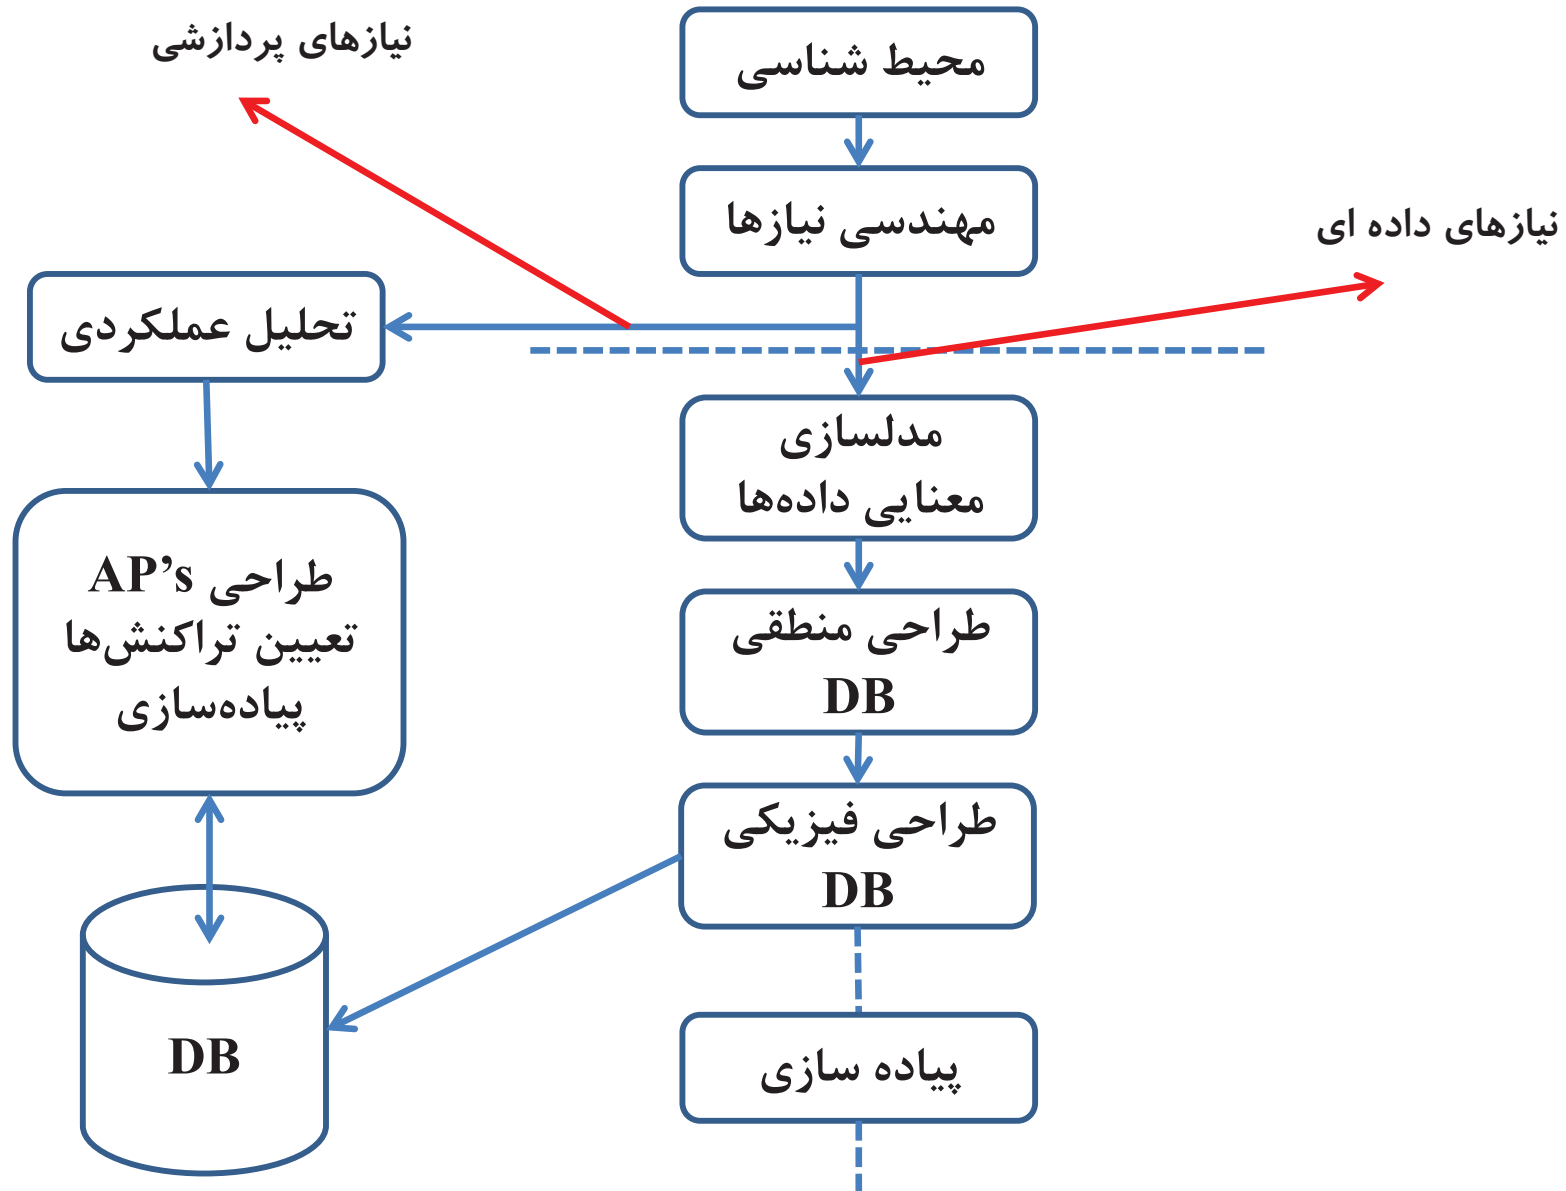 نیازهای پردازشی
محیط شناسی
مهندسی نیازها
نیازهای داده ای
تحلیل عملکردی
مدلسازی
معنایی داده‌ها
طراحی AP’s
تعیین تراکنش‌ها
پیاده‌سازی
طراحی منطقی
DB
طراحی فیزیکی
DB
DB
پیاده سازی